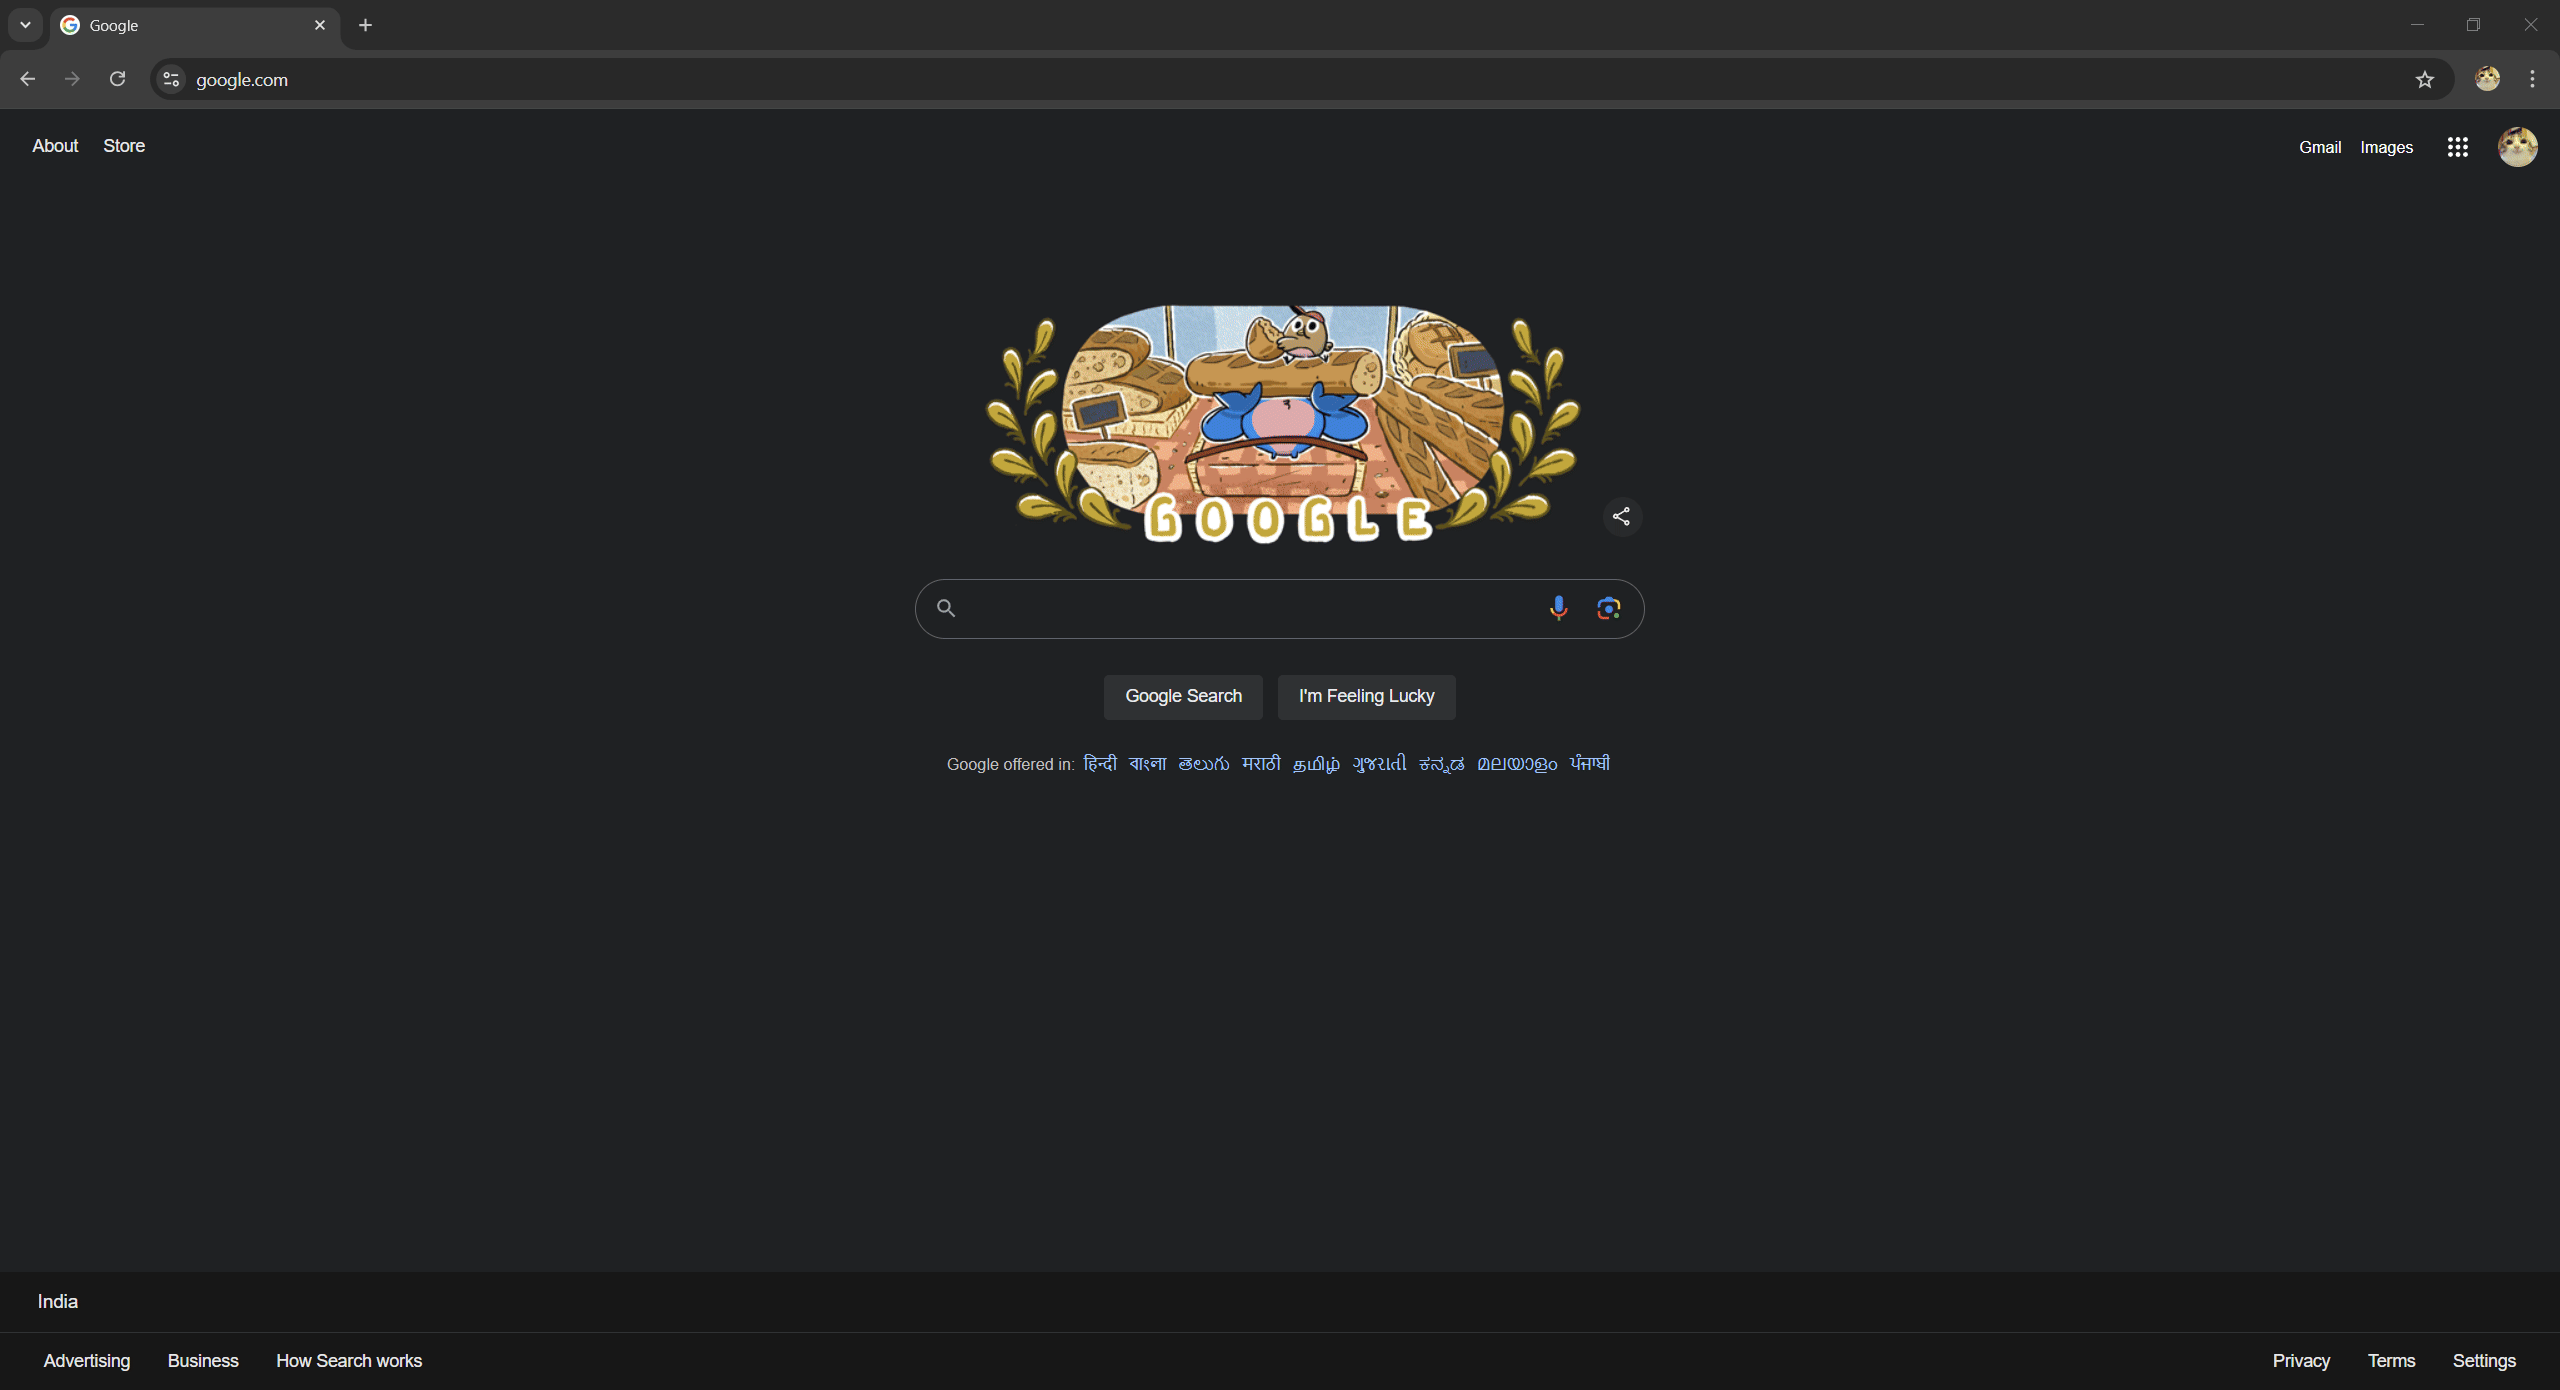 Google
google.com
About Store Gmail Images
GOOGLE
Google Search I'm Feeling Lucky
Google offered in: हिन्दी বাংলা తెలుగు मराठी தமிழ் ગુજરાતી ಕನ್ನಡ മലയാളം ਪੰਜਾਬੀ
India
Advertising Business How Search works Privacy Terms Settings